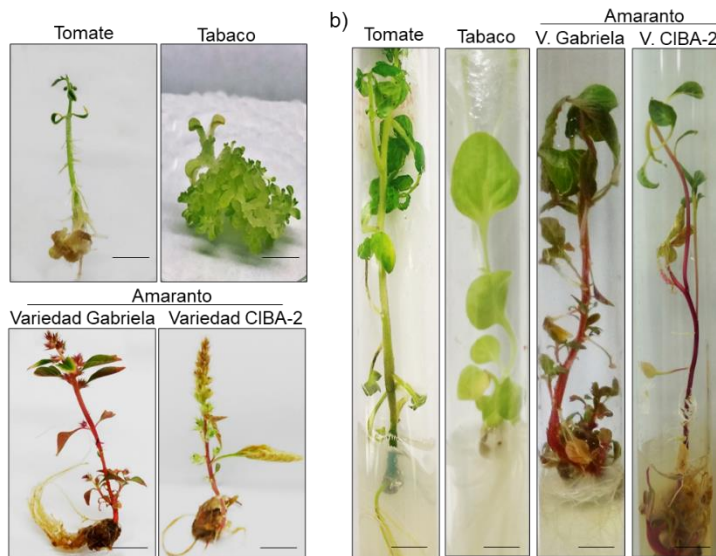 Tomate
Tabaco
Amaranto
Variedad Gabriela
Variedad CIBA-2
b)
Tomate
Tabaco
Amaranto
V. Gabriela
V. CIBA-2